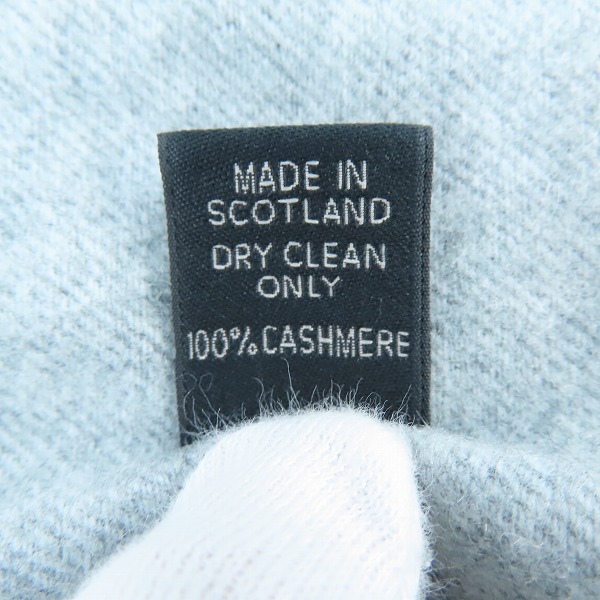 MADE IN
SCOTLAND
DRY CLEAN
ONLY
100% CASHMERE